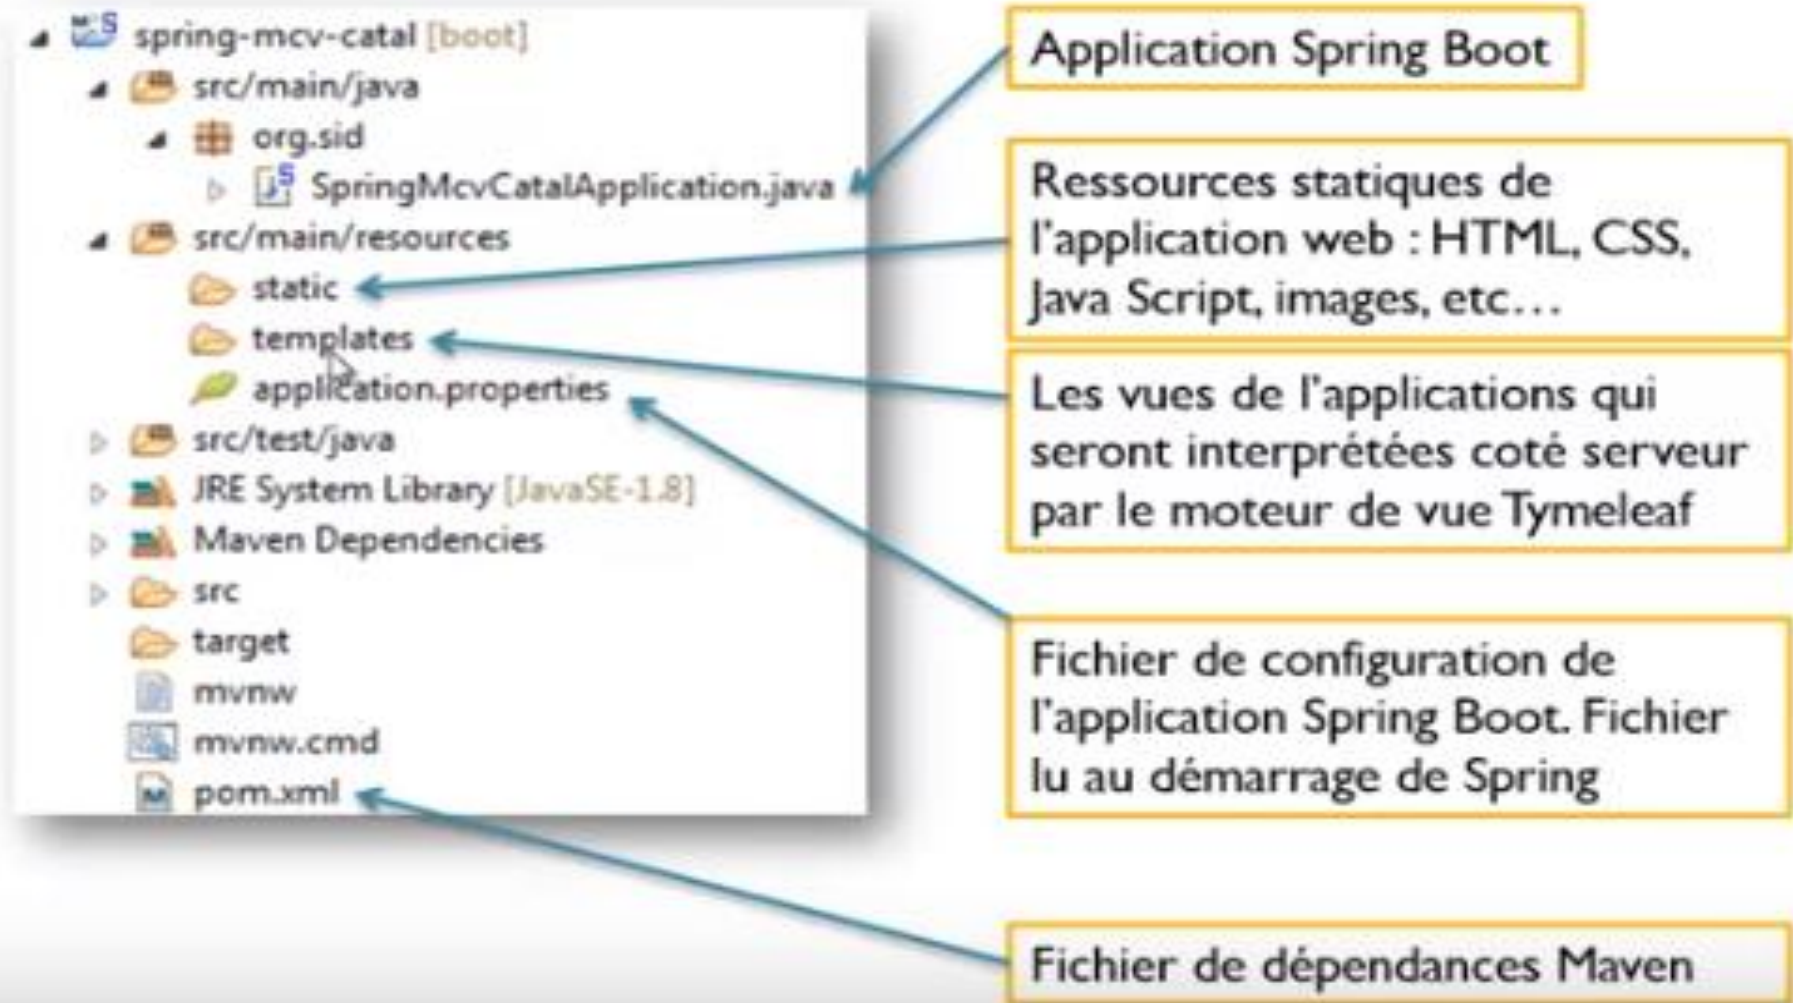 spring-mcv-catal [boot]
src/main/java
org.sid
SpringMcvCatalApplication.java
src/main/resources
static
templates
application.properties
src/test/java
JRE System Library [JavaSE-1.8]
Maven Dependencies
src
target
mvnw
mvnw.cmd
pom.xml
Application Spring Boot
Ressources statiques de
l'application web : HTML, CSS,
Java Script, images, etc…
Les vues de l'applications qui
seront interprétées coté serveur
par le moteur de vue Tymeleaf
Fichier de configuration de
l'application Spring Boot. Fichier
lu au démarrage de Spring
Fichier de dépendances Maven